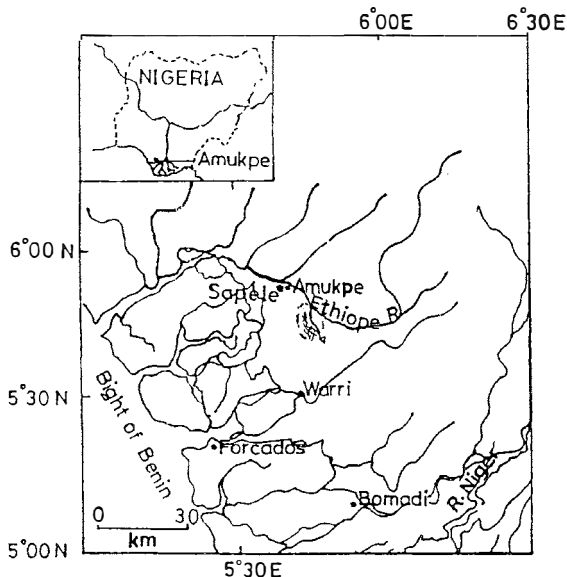 6°00E
6°30E
NIGERIA
Amukpe
6°00 N
Sapele
Amukpe
Ethiope R.
5°30 N
Warri
Bight of Benin
Forcados
R. Niger
Bomadi
0 30
km
5°00 N
5°30E